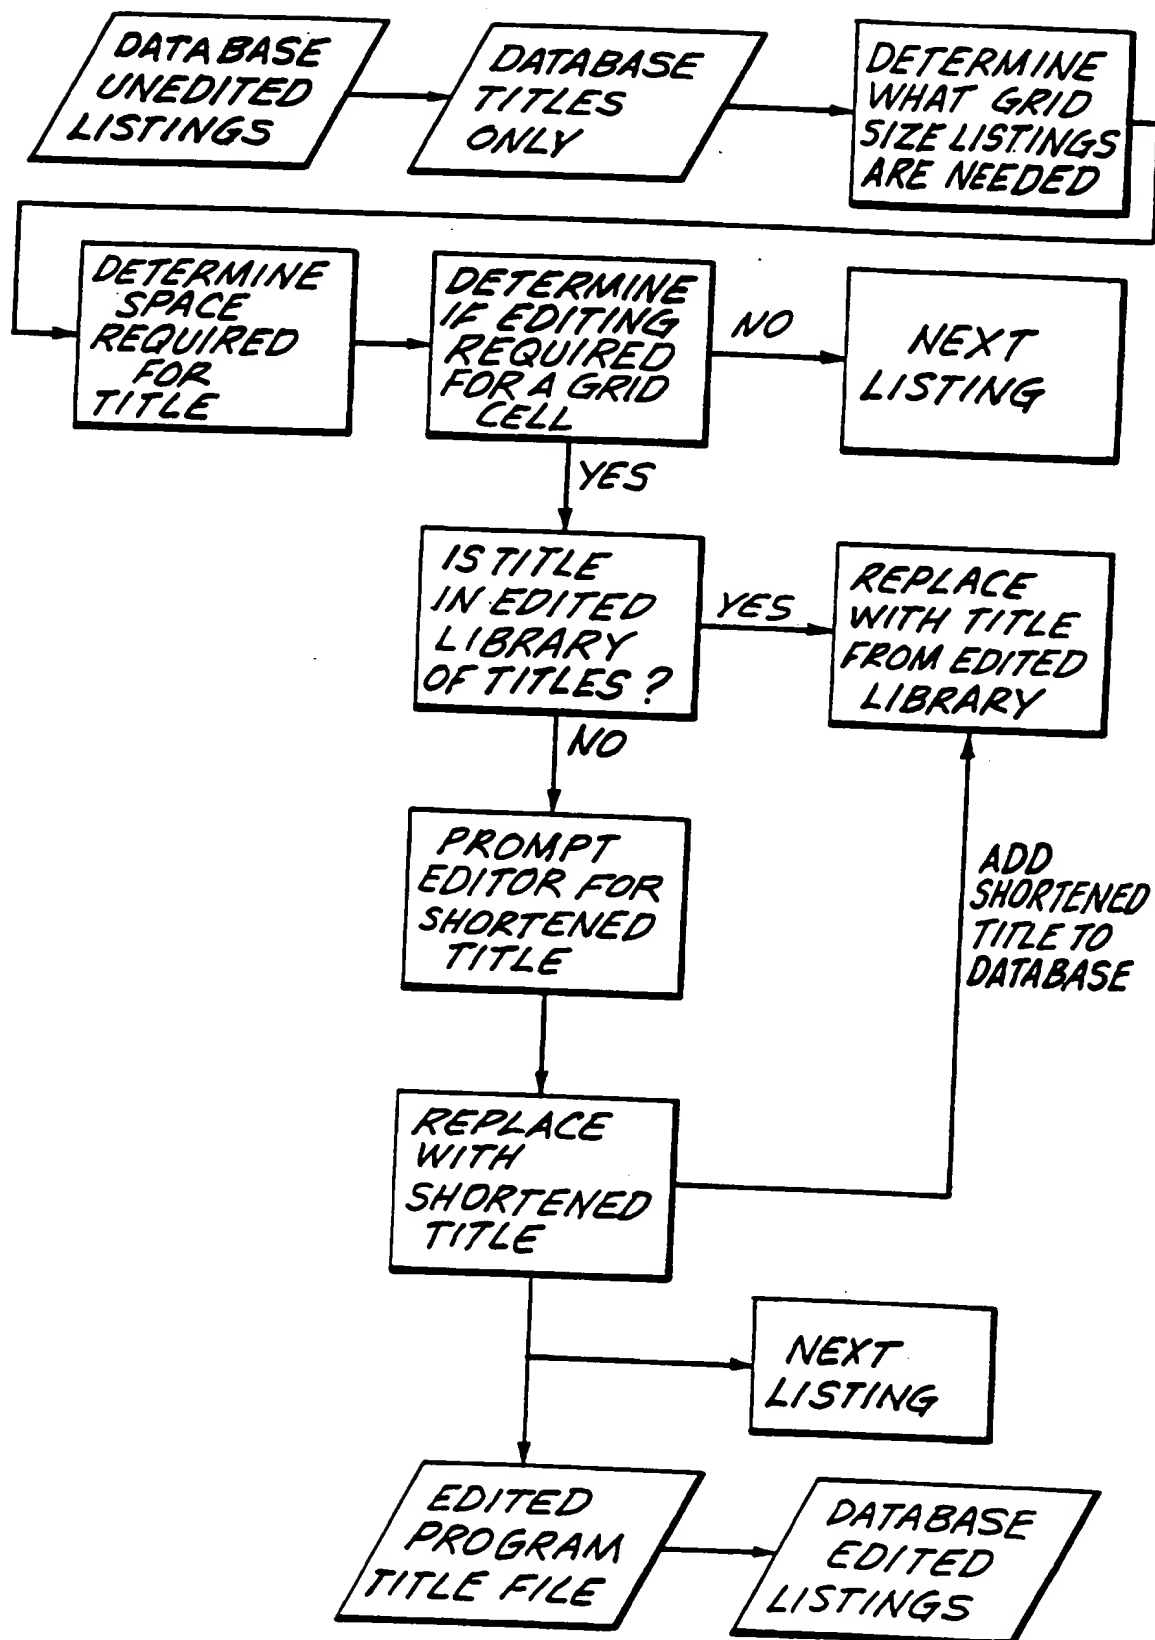 DATABASE
UNEDITED
LISTINGS
DATABASE
TITLES
ONLY
DETERMINE
WHAT GRID
SIZE LISTINGS
ARE NEEDED
DETERMINE
SPACE
REQUIRED
FOR
TITLE
DETERMINE
IF EDITING
REQUIRED
FOR A GRID
CELL
NO
NEXT
LISTING
YES
IS TITLE
IN EDITED
LIBRARY
OF TITLES?
YES
REPLACE
WITH TITLE
FROM EDITED
LIBRARY
NO
PROMPT
EDITOR FOR
SHORTENED
TITLE
ADD
SHORTENED
TITLE TO
DATABASE
REPLACE
WITH
SHORTENED
TITLE
NEXT
LISTING
EDITED
PROGRAM
TITLE FILE
DATABASE
EDITED
LISTINGS